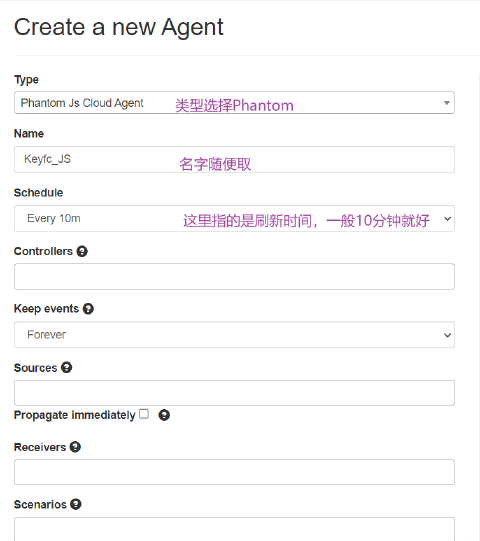 Create a new Agent
Type
Phantom Js Cloud Agent 类型选择Phantom
Name
Keyfc_JS 名字随便取
Schedule
Every 10m 这里指的是刷新时间，一般10分钟就好
Controllers
Keep events
Forever
Sources
Propagate immediately
Receivers
Scenarios